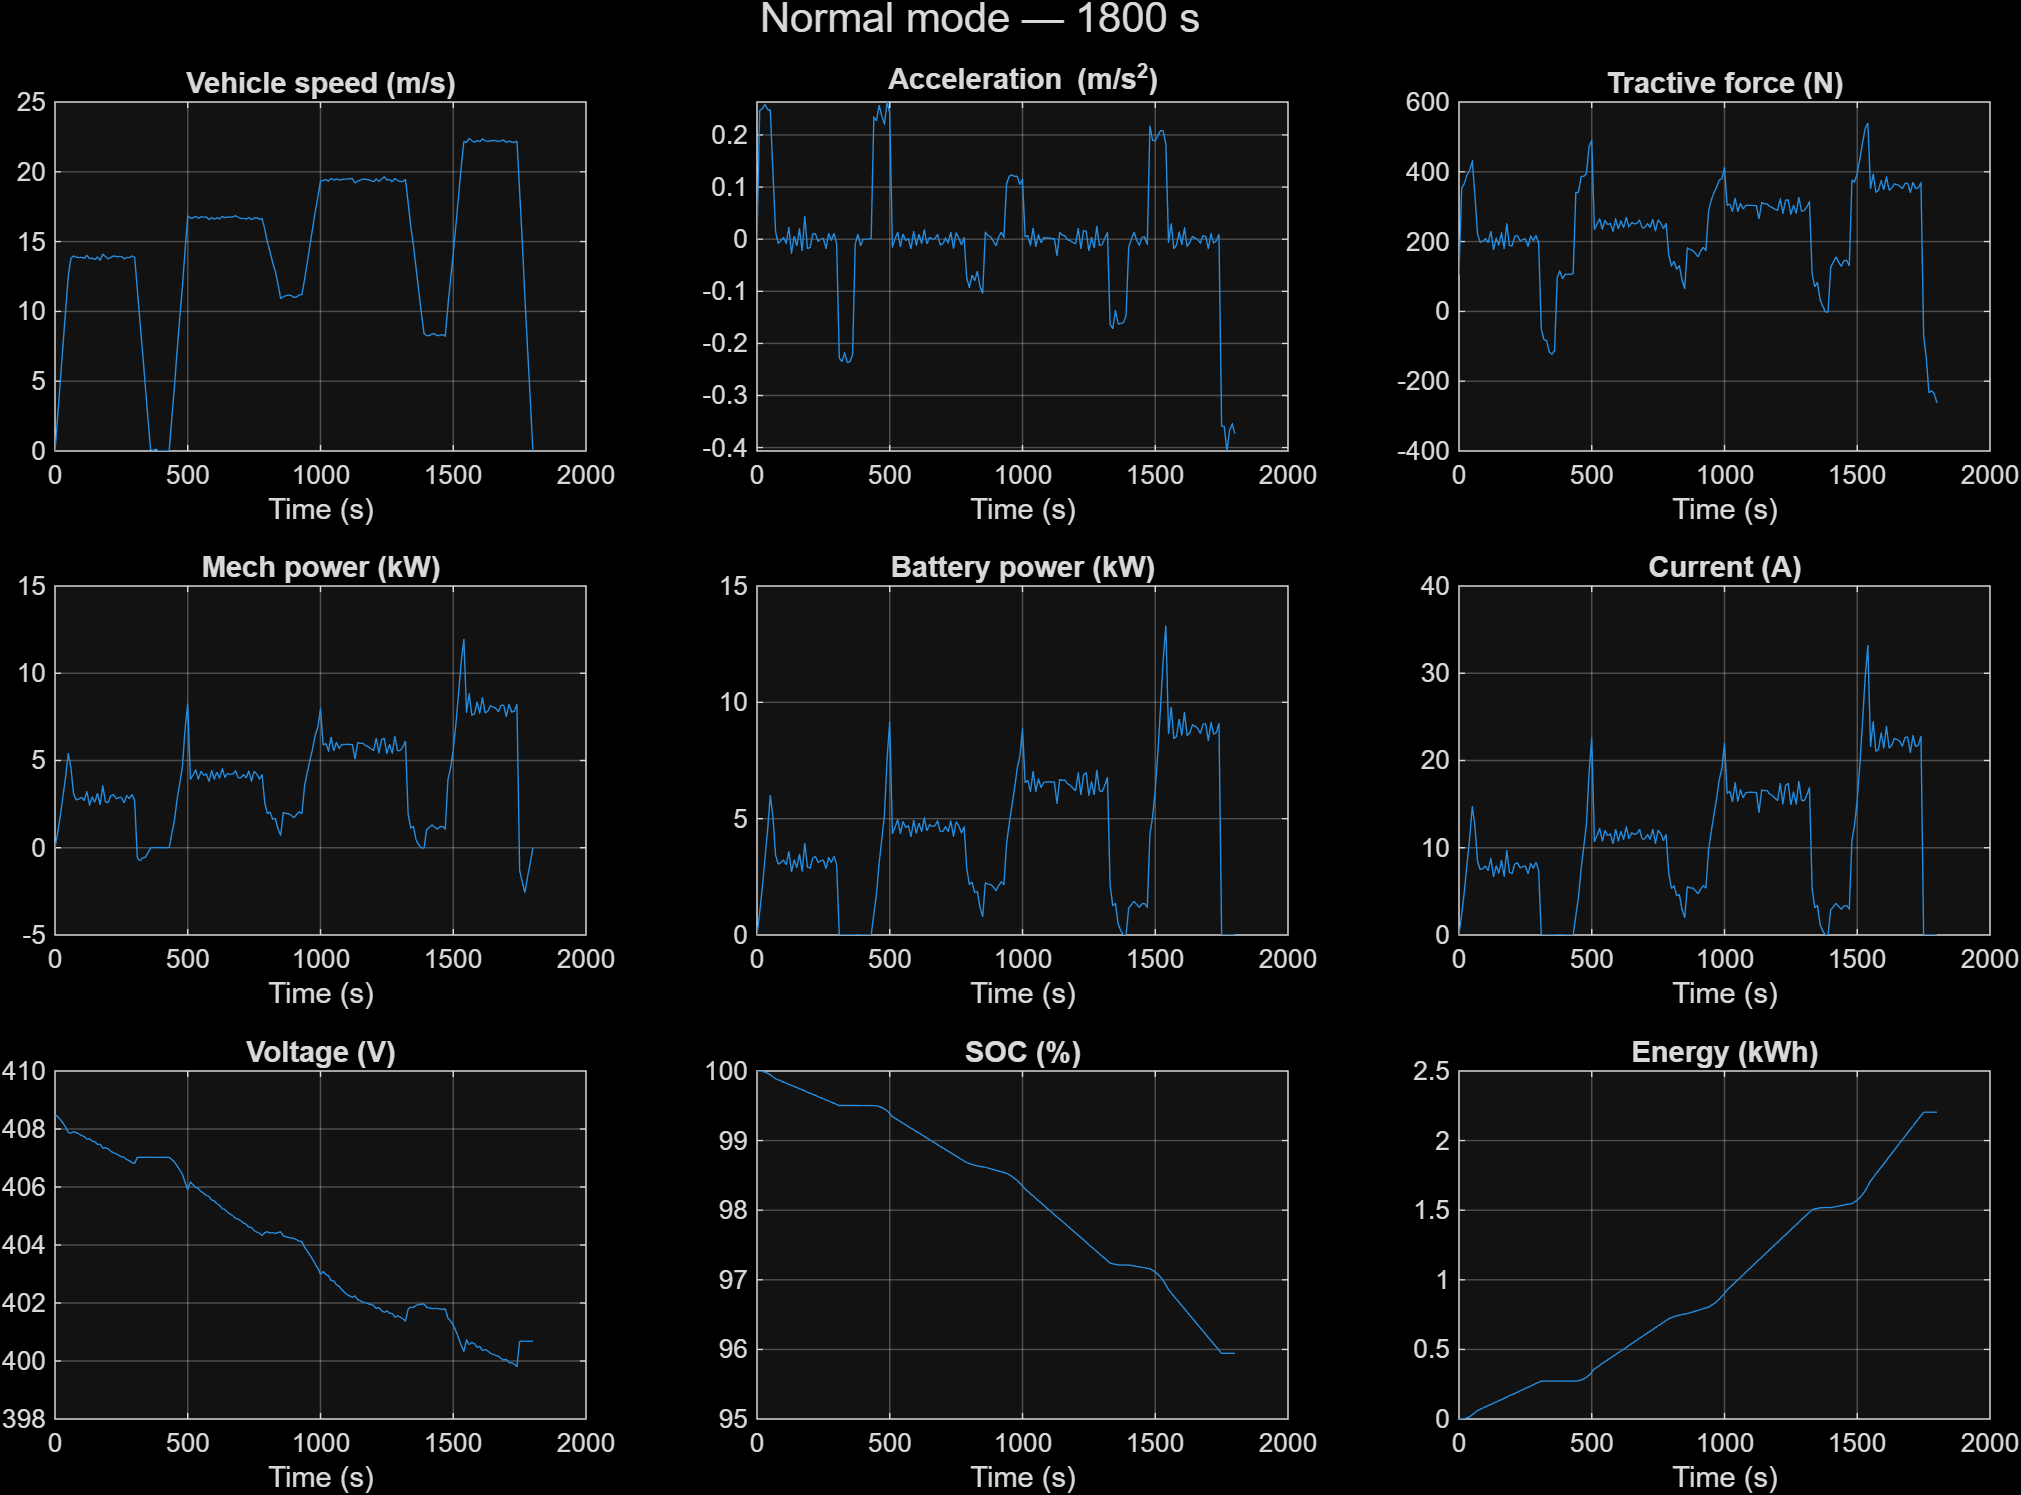 Normal mode — 1800 s
Vehicle speed (m/s)
25
20
15
10
5
0
0 500 1000 1500 2000
Time (s)
Acceleration (m/s²)
0.2
0.1
0
-0.1
-0.2
-0.3
-0.4
0 500 1000 1500 2000
Time (s)
Tractive force (N)
600
400
200
0
-200
-400
0 500 1000 1500 2000
Time (s)
Mech power (kW)
15
10
5
0
-5
0 500 1000 1500 2000
Time (s)
Battery power (kW)
15
10
5
0
0 500 1000 1500 2000
Time (s)
Current (A)
40
30
20
10
0
0 500 1000 1500 2000
Time (s)
Voltage (V)
410
408
406
404
402
400
398
0 500 1000 1500 2000
Time (s)
SOC (%)
100
99
98
97
96
95
0 500 1000 1500 2000
Time (s)
Energy (kWh)
2.5
2
1.5
1
0.5
0
0 500 1000 1500 2000
Time (s)